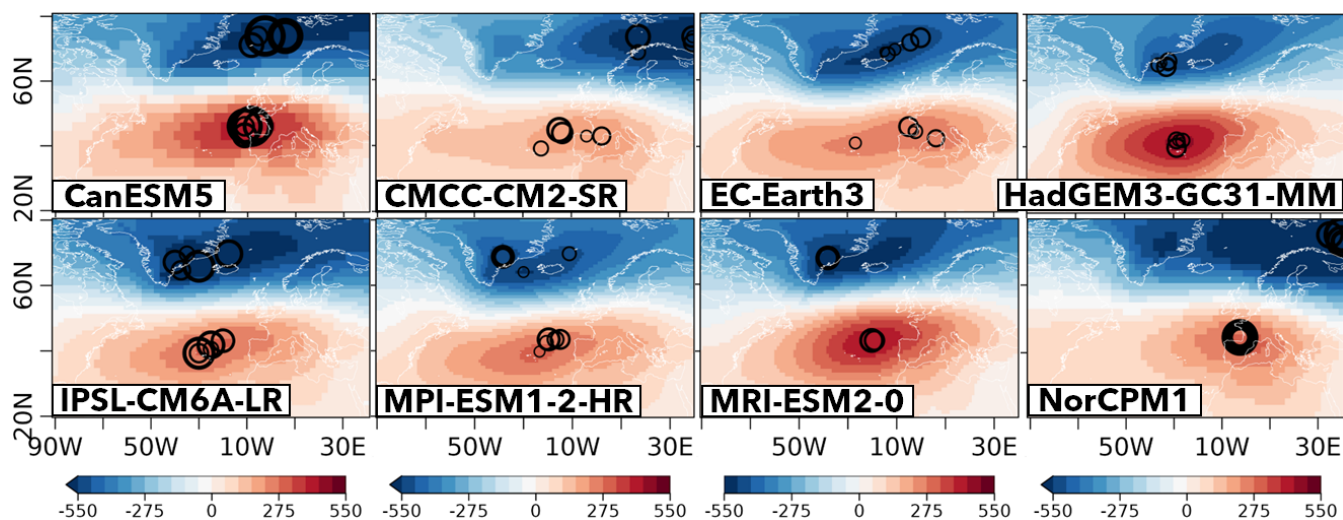 60N
20N
CanESM5
CMCC-CM2-SR
EC-Earth3
HadGEM3-GC31-MM
60N
20N
IPSL-CM6A-LR
MPI-ESM1-2-HR
MRI-ESM2-0
NorCPM1
90W 50W 10W 30E
50W 10W 30E
50W 10W 30E
50W 10W 30E
-550 -275 0 275 550
-550 -275 0 275 550
-550 -275 0 275 550
-550 -275 0 275 550